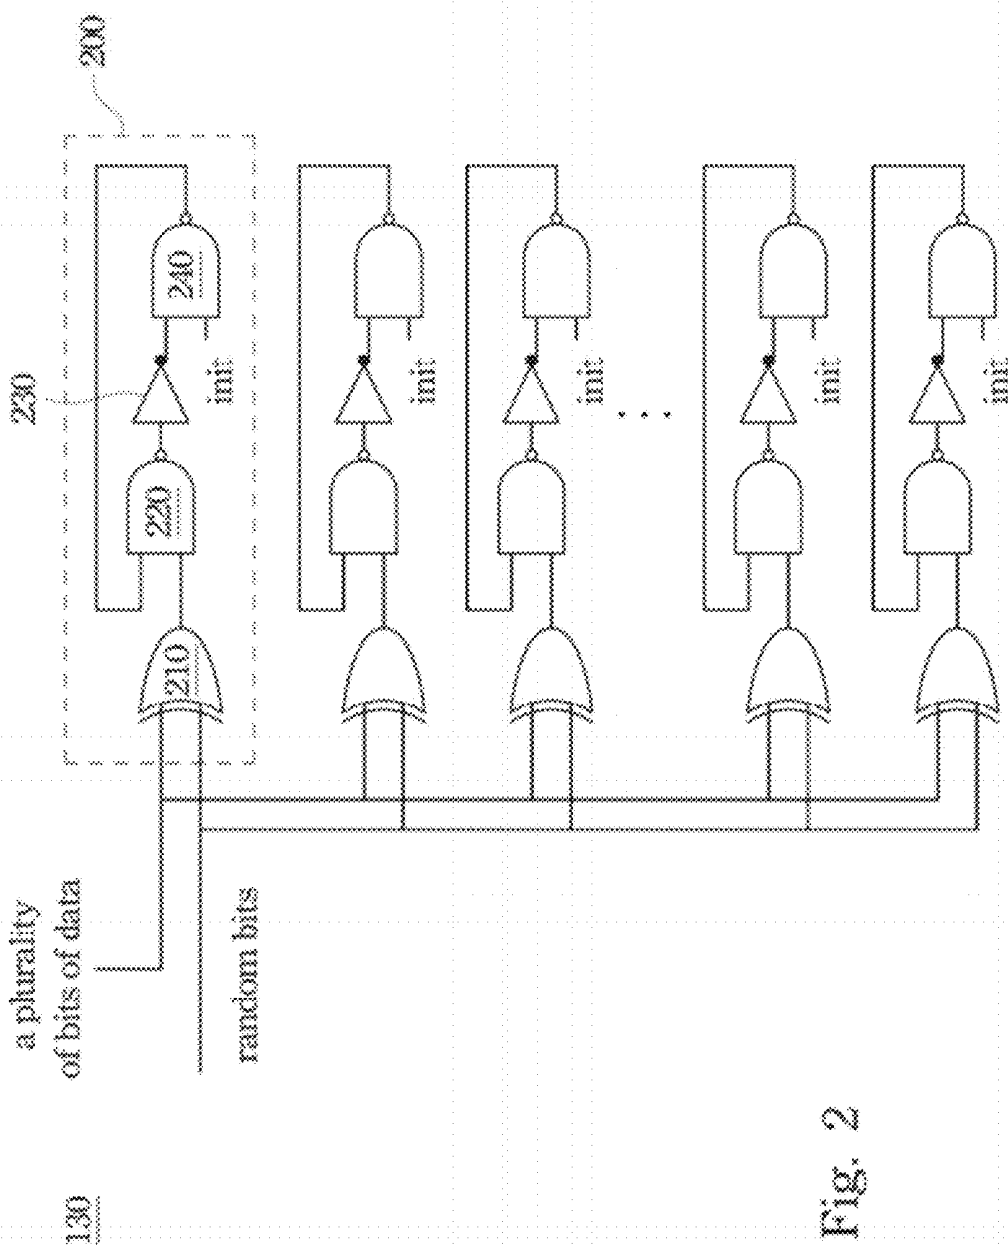 130
a plurality
of bits of data
random bits
200
230
210
220
240
init
init
init
. . .
init
init
Fig. 2